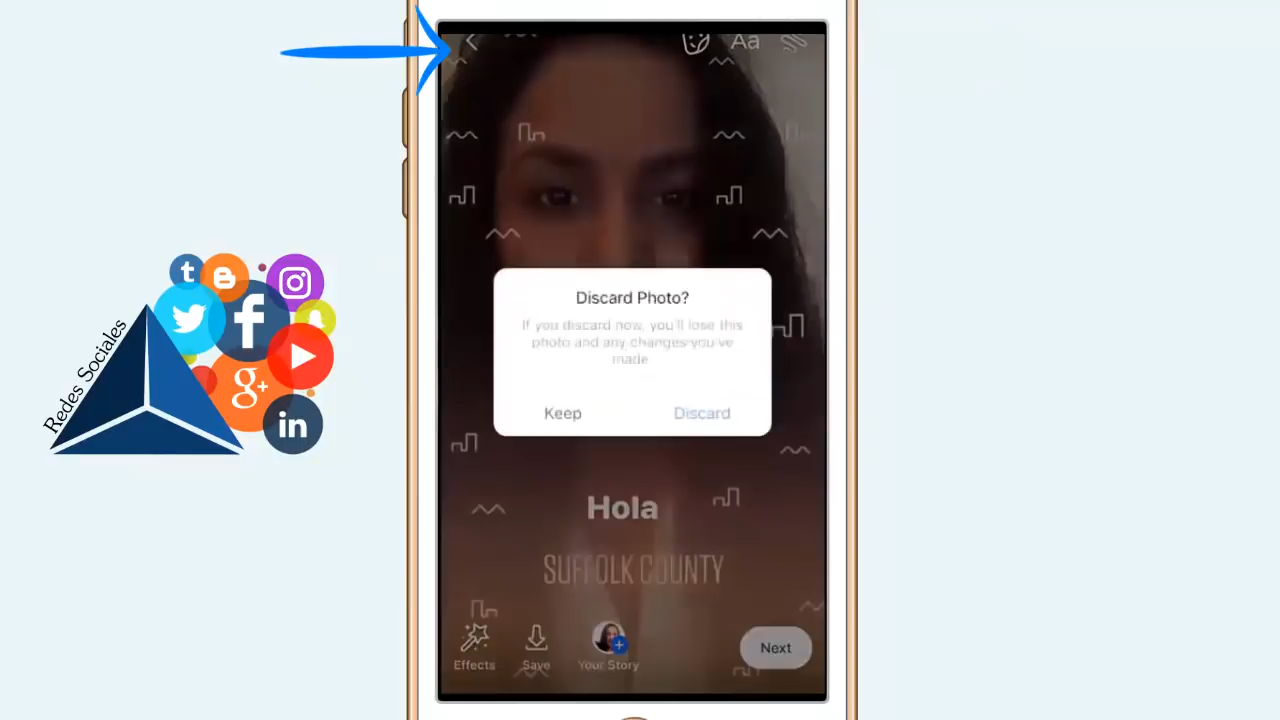 Aa
Discard Photo?
If you discard now, you'll lose this
photo and any changes you've
made
Keep
Discard
Redes Sociales
t
f
g+
in
Hola
SUFFOLK COUNTY
Effects
Save
Your Story
Next